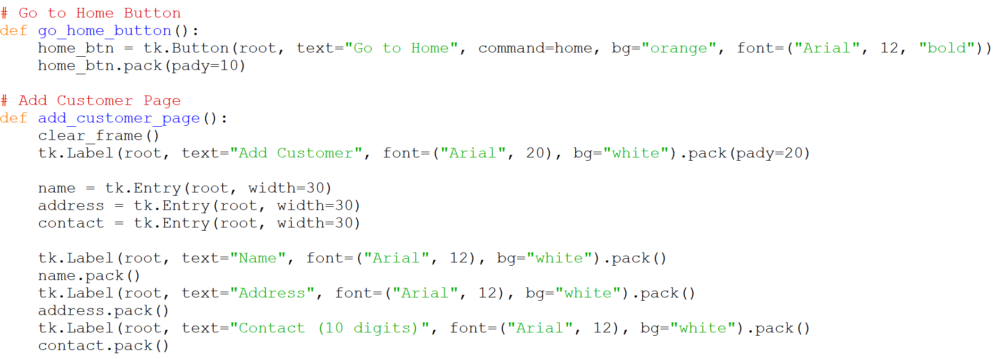 # Go to Home Button
def go_home_button():
    home_btn = tk.Button(root, text="Go to Home", command=home, bg="orange", font=("Arial", 12, "bold"))
    home_btn.pack(pady=10)

# Add Customer Page
def add_customer_page():
    clear_frame()
    tk.Label(root, text="Add Customer", font=("Arial", 20), bg="white").pack(pady=20)

    name = tk.Entry(root, width=30)
    address = tk.Entry(root, width=30)
    contact = tk.Entry(root, width=30)

    tk.Label(root, text="Name", font=("Arial", 12), bg="white").pack()
    name.pack()
    tk.Label(root, text="Address", font=("Arial", 12), bg="white").pack()
    address.pack()
    tk.Label(root, text="Contact (10 digits)", font=("Arial", 12), bg="white").pack()
    contact.pack()